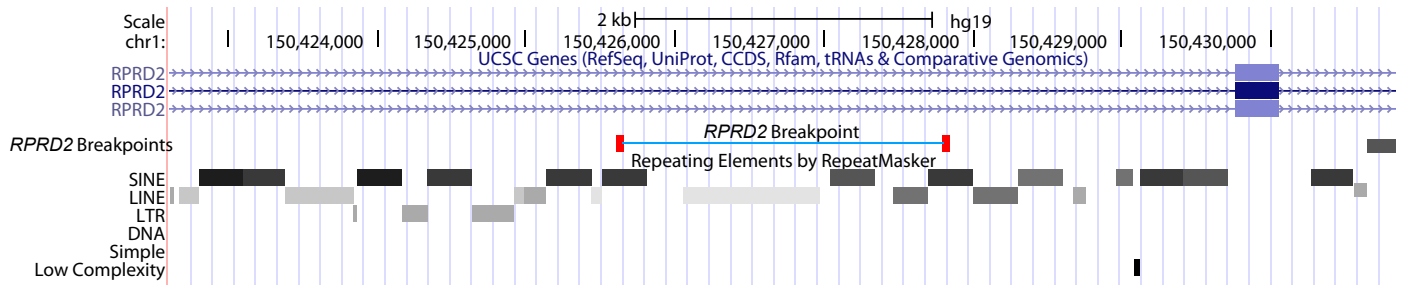 Scale 2 kb hg19
chr1: 150,424,000 150,425,000 150,426,000 150,427,000 150,428,000 150,429,000 150,430,000
UCSC Genes (RefSeq, UniProt, CCDS, Rfam, tRNAs & Comparative Genomics)
RPRD2
RPRD2
RPRD2
RPRD2 Breakpoint
RPRD2 Breakpoints
Repeating Elements by RepeatMasker
SINE
LINE
LTR
DNA
Simple
Low Complexity